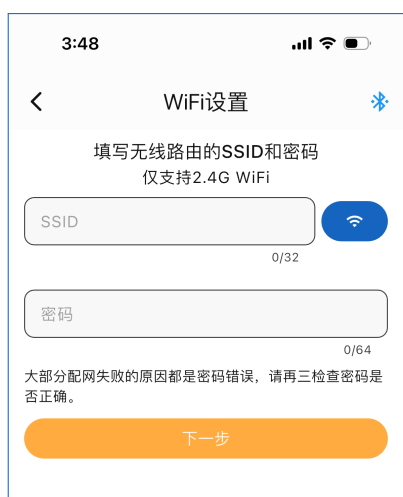 3:48
WiFi设置
填写无线路由的SSID和密码
仅支持2.4G WiFi
SSID
0/32
密码
0/64
大部分配网失败的原因都是密码错误，请再三检查密码是
否正确。
下一步